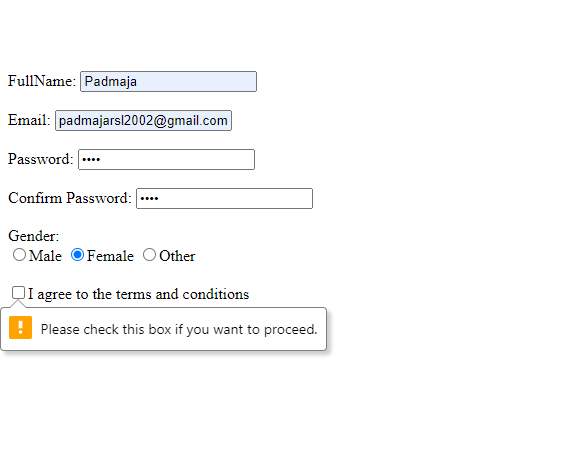 FullName: Padmaja
Email: padmajarsl2002@gmail.com
Password: ••••
Confirm Password: ••••
Gender:
Male Female Other
I agree to the terms and conditions
! Please check this box if you want to proceed.